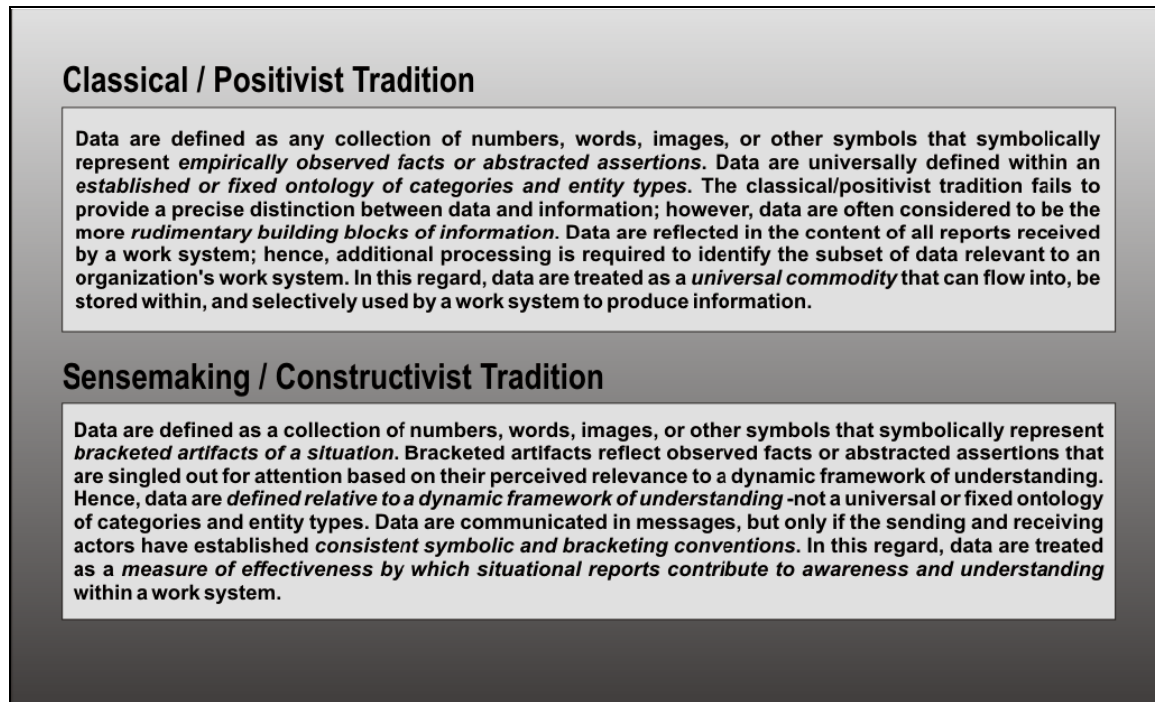 Classical / Positivist Tradition
Data are defined as any collection of numbers, words, images, or other symbols that symbolically
represent empirically observed facts or abstracted assertions. Data are universally defined within an
established or fixed ontology of categories and entity types. The classical/positivist tradition fails to
provide a precise distinction between data and information; however, data are often considered to be the
more rudimentary building blocks of information. Data are reflected in the content of all reports received
by a work system; hence, additional processing is required to identify the subset of data relevant to an
organization's work system. In this regard, data are treated as a universal commodity that can flow into, be
stored within, and selectively used by a work system to produce information.
Sensemaking / Constructivist Tradition
Data are defined as a collection of numbers, words, images, or other symbols that symbolically represent
bracketed artifacts of a situation. Bracketed artifacts reflect observed facts or abstracted assertions that
are singled out for attention based on their perceived relevance to a dynamic framework of understanding.
Hence, data are defined relative to a dynamic framework of understanding -not a universal or fixed ontology
of categories and entity types. Data are communicated in messages, but only if the sending and receiving
actors have established consistent symbolic and bracketing conventions. In this regard, data are treated
as a measure of effectiveness by which situational reports contribute to awareness and understanding
within a work system.